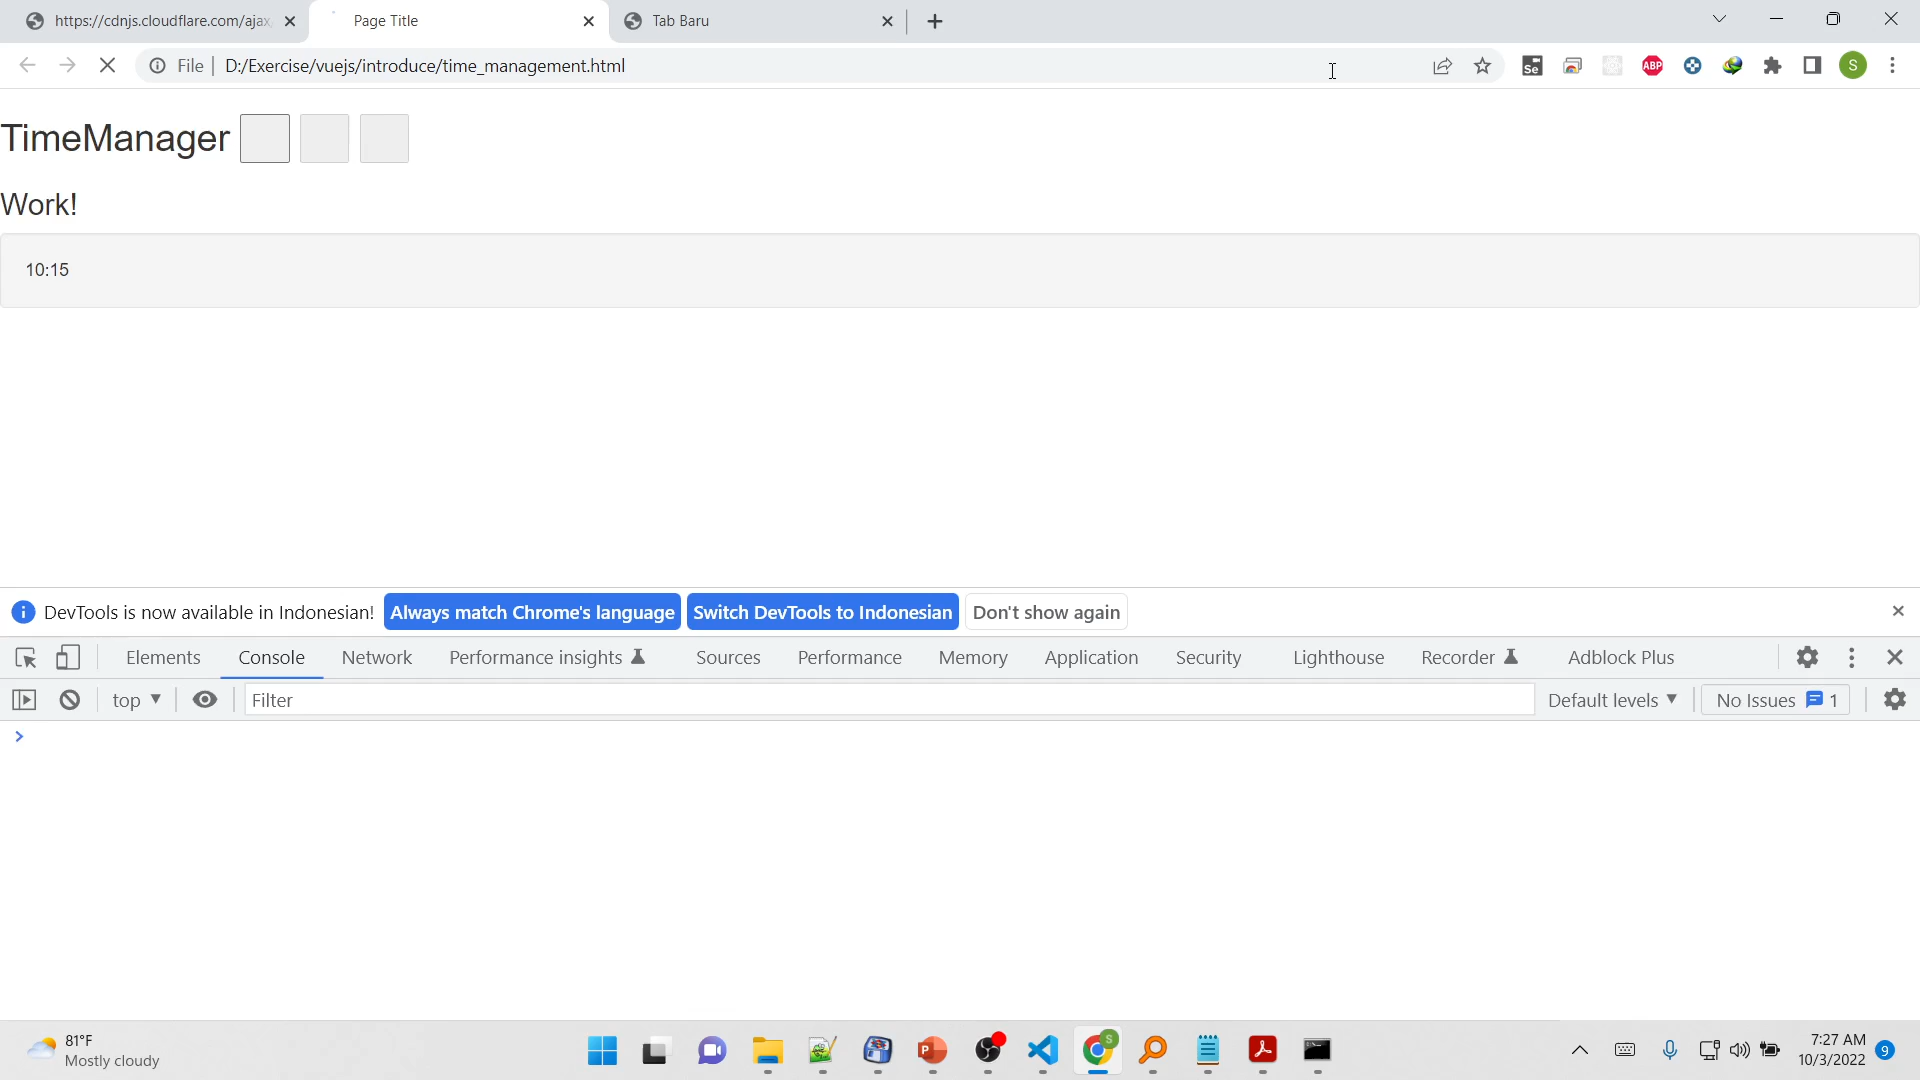 https://cdnjs.cloudflare.com/ajax
Page Title
Tab Baru
File
D:/Exercise/vuejs/introduce/time_management.html
Se
ABP
S
TimeManager
Work!
10:15
DevTools is now available in Indonesian!
Always match Chrome's language
Switch DevTools to Indonesian
Don't show again
Elements
Console
Network
Performance insights
Sources
Performance
Memory
Application
Security
Lighthouse
Recorder
Adblock Plus
top
Filter
Default levels
No Issues
1
81°F
Mostly cloudy
P
S
7:27 AM
10/3/2022
9